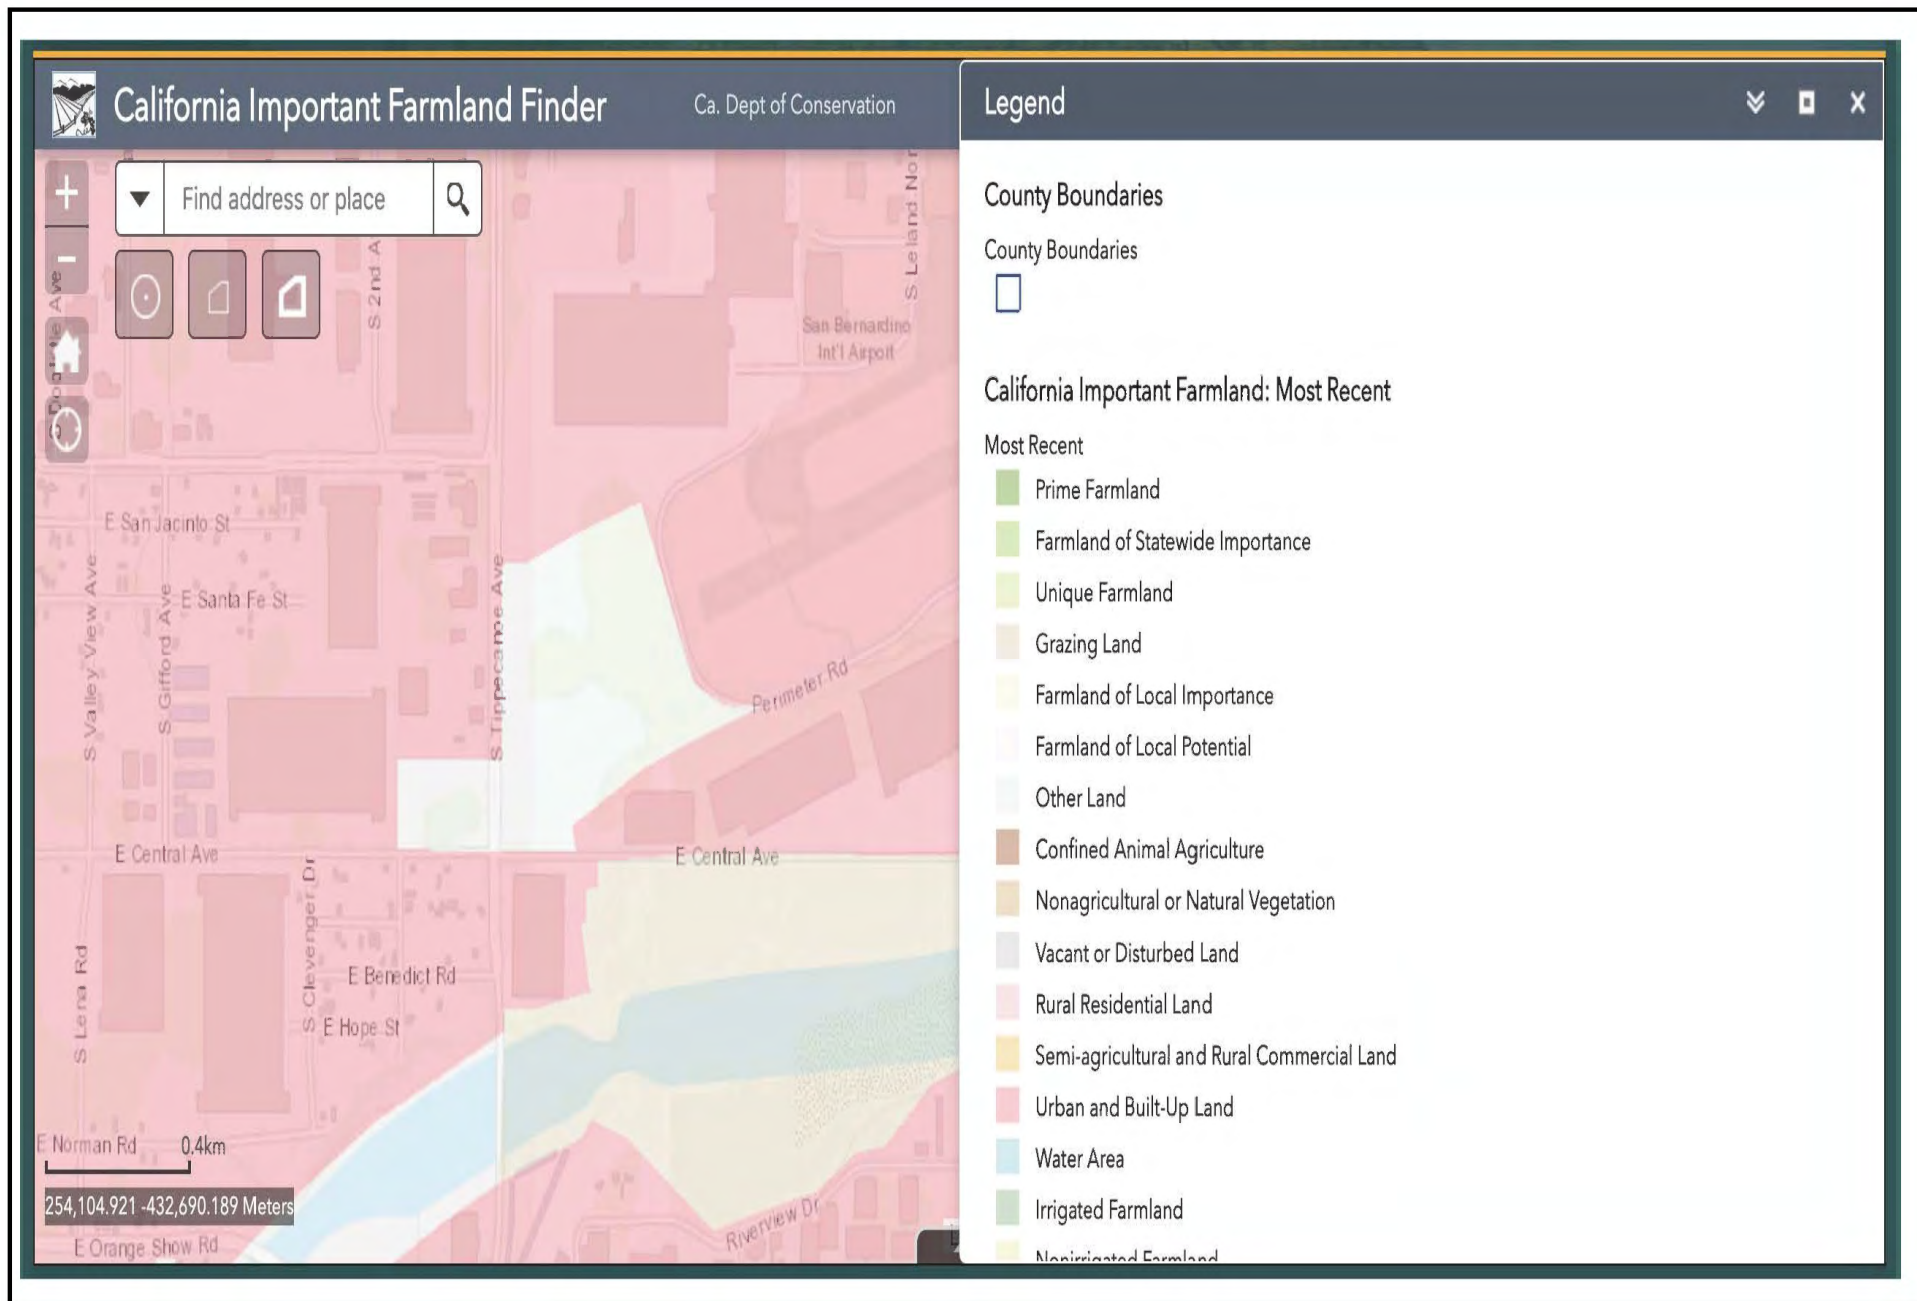 California Important Farmland Finder
Ca. Dept of Conservation
Legend
Find address or place
County Boundaries
County Boundaries
California Important Farmland: Most Recent
Most Recent
Prime Farmland
Farmland of Statewide Importance
Unique Farmland
Grazing Land
Farmland of Local Importance
Farmland of Local Potential
Other Land
Confined Animal Agriculture
Nonagricultural or Natural Vegetation
Vacant or Disturbed Land
Rural Residential Land
Semi-agricultural and Rural Commercial Land
Urban and Built-Up Land
Water Area
Irrigated Farmland
Nonirrigated Farmland
S 2nd A
S Leland Nor
San Bernardino
Int'l Airport
E San Jacinto St
E Santa Fe St
S Valley View Ave
S Gifford Ave
S Tippecanoe Ave
Perimeter Rd
E Central Ave
E Central Ave
S Clevenger Dr
S Lena Rd
E Benedict Rd
E Hope St
E Norman Rd
0.4km
254,104.921 -432,690.189 Meters
E Orange Show Rd
Riverview Dr